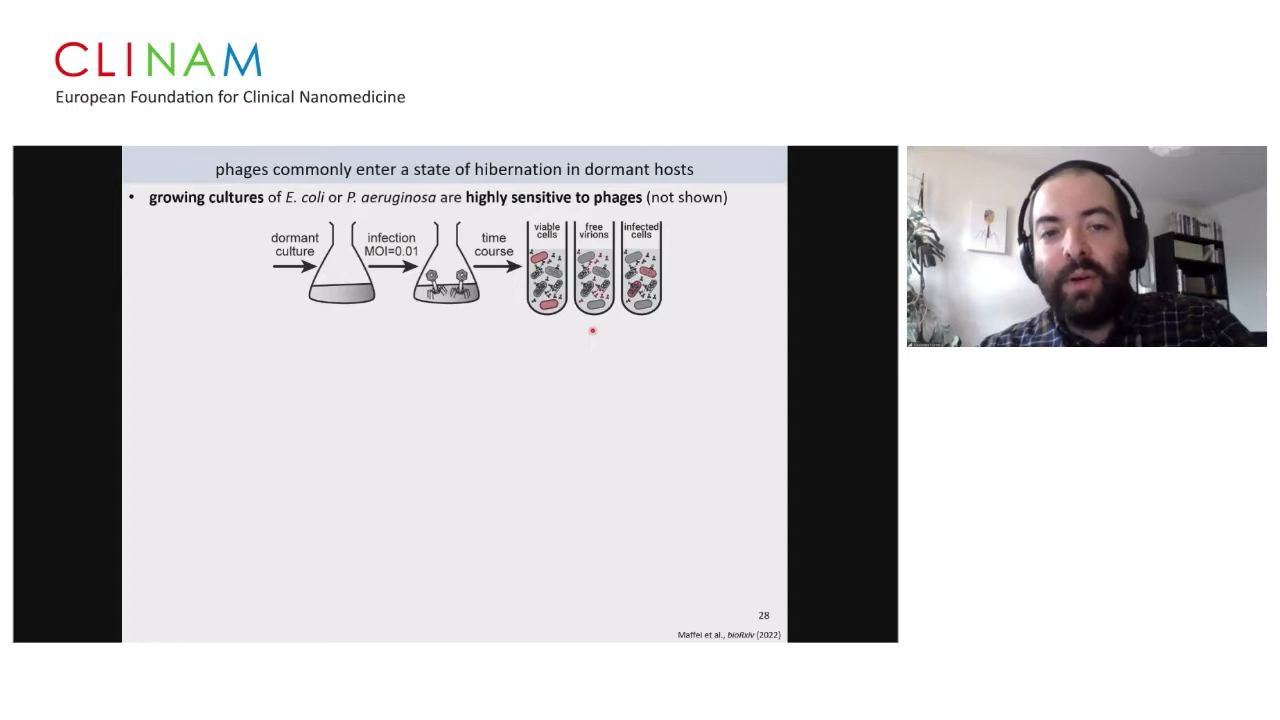 CLINAM
European Foundation for Clinical Nanomedicine
phages commonly enter a state of hibernation in dormant hosts
• growing cultures of E. coli or P. aeruginosa are highly sensitive to phages (not shown)
dormant
culture
infection
MOI=0.01
time
course
viable
cells
free
virions
infected
cells
28
Maffei et al., bioRxiv (2022)